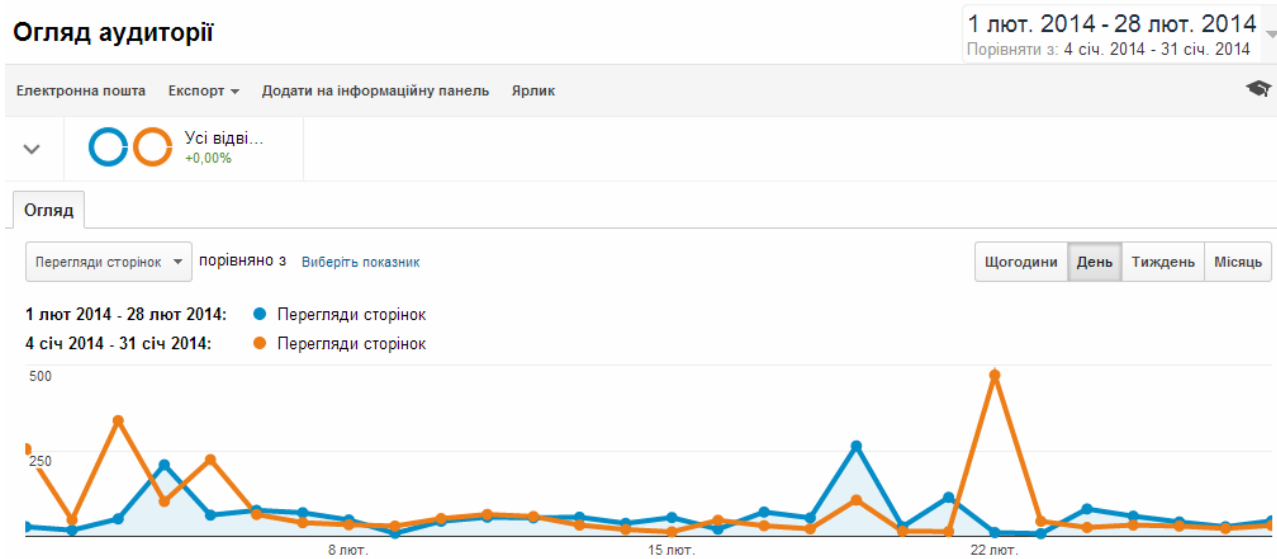 Огляд аудиторії
1 лют. 2014 - 28 лют. 2014
Порівняти з: 4 січ. 2014 - 31 січ. 2014
Електронна пошта Експорт Додати на інформаційну панель Ярлик
Усі відві...
+0,00%
Огляд
Перегляди сторінок порівняно з Виберіть показник
Щогодини День Тиждень Місяць
1 лют 2014 - 28 лют 2014: Перегляди сторінок
4 січ 2014 - 31 січ 2014: Перегляди сторінок
500
250
8 лют. 15 лют. 22 лют.